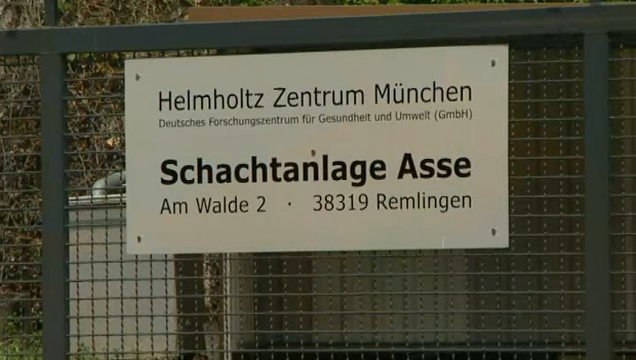 Helmholtz Zentrum München
Deutsches Forschungszentrum für Gesundheit und Umwelt (GmbH)
Schachtanlage Asse
Am Walde 2 · 38319 Remlingen